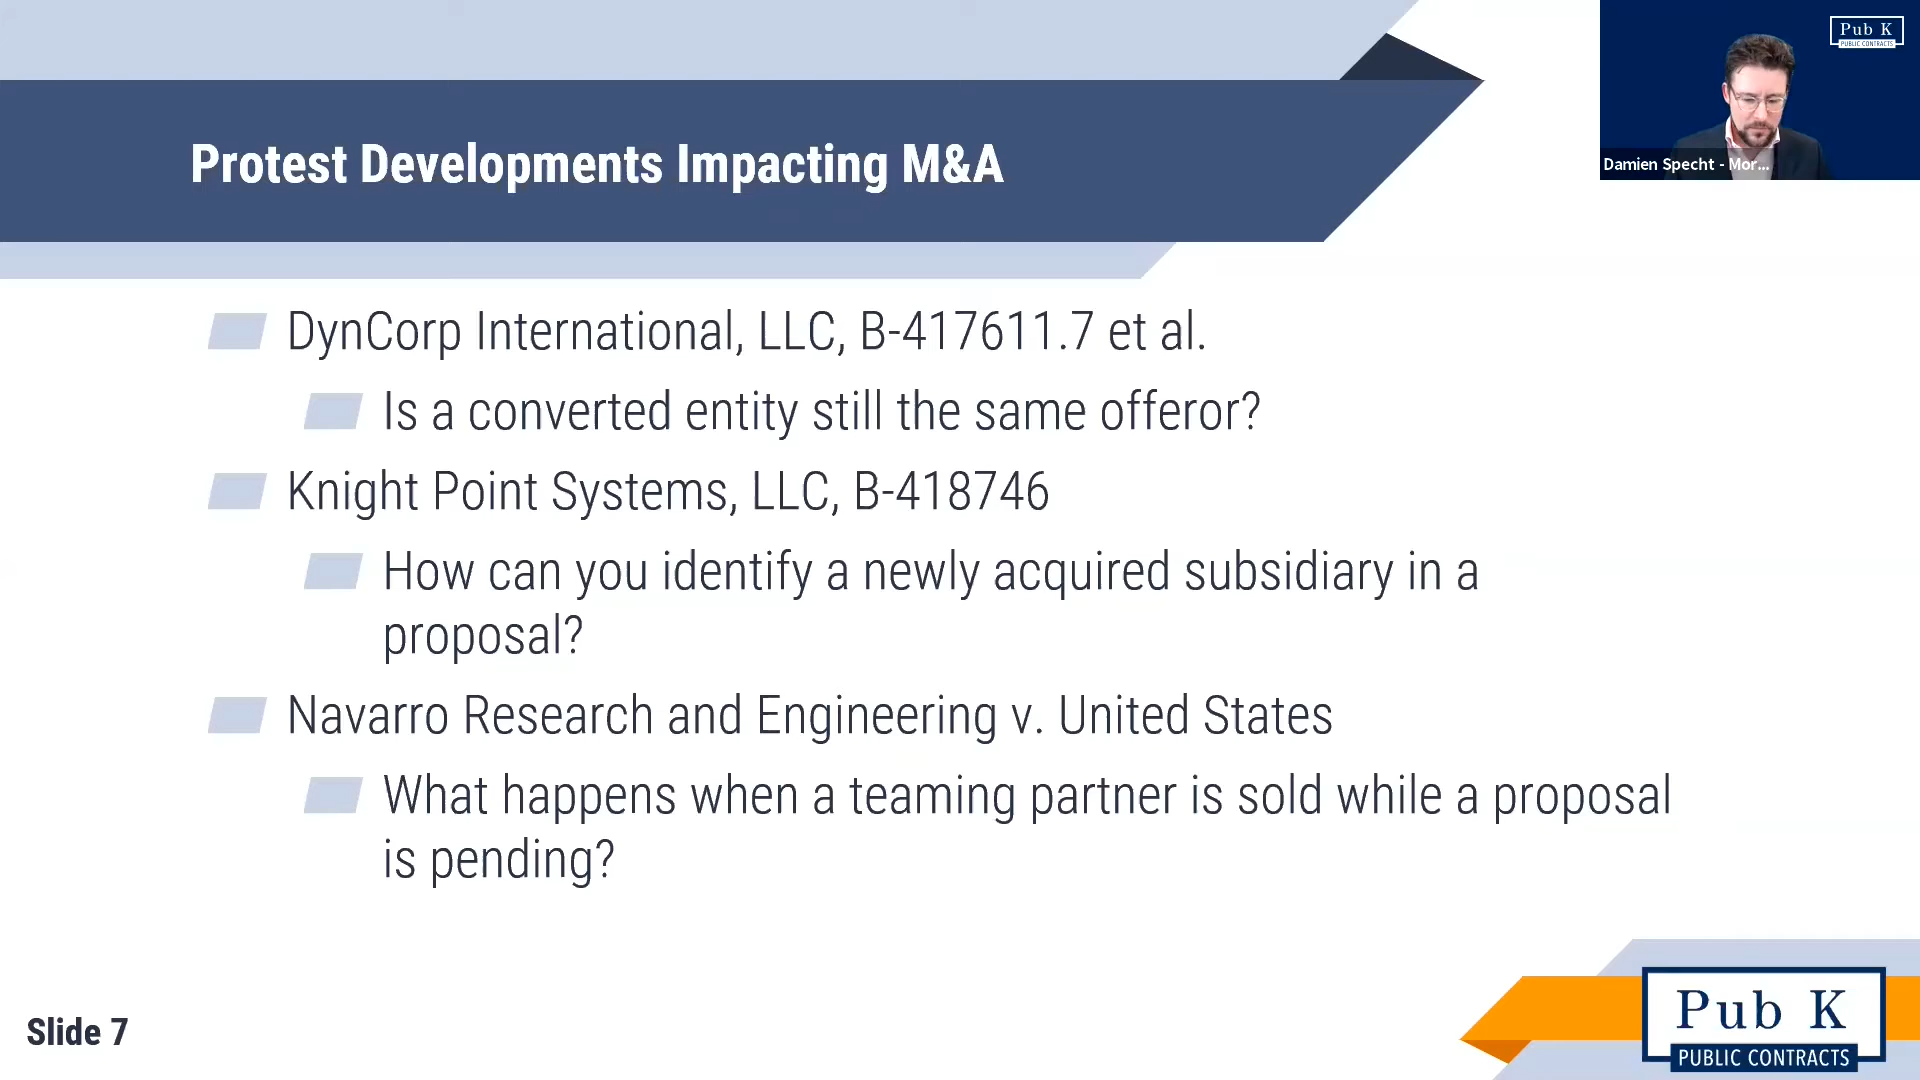 Pub K
PUBLIC CONTRACTS
Damien Specht - Mor...
Protest Developments Impacting M&A
DynCorp International, LLC, B-417611.7 et al.
Is a converted entity still the same offeror?
Knight Point Systems, LLC, B-418746
How can you identify a newly acquired subsidiary in a
proposal?
Navarro Research and Engineering v. United States
What happens when a teaming partner is sold while a proposal
is pending?
Slide 7
Pub K
PUBLIC CONTRACTS